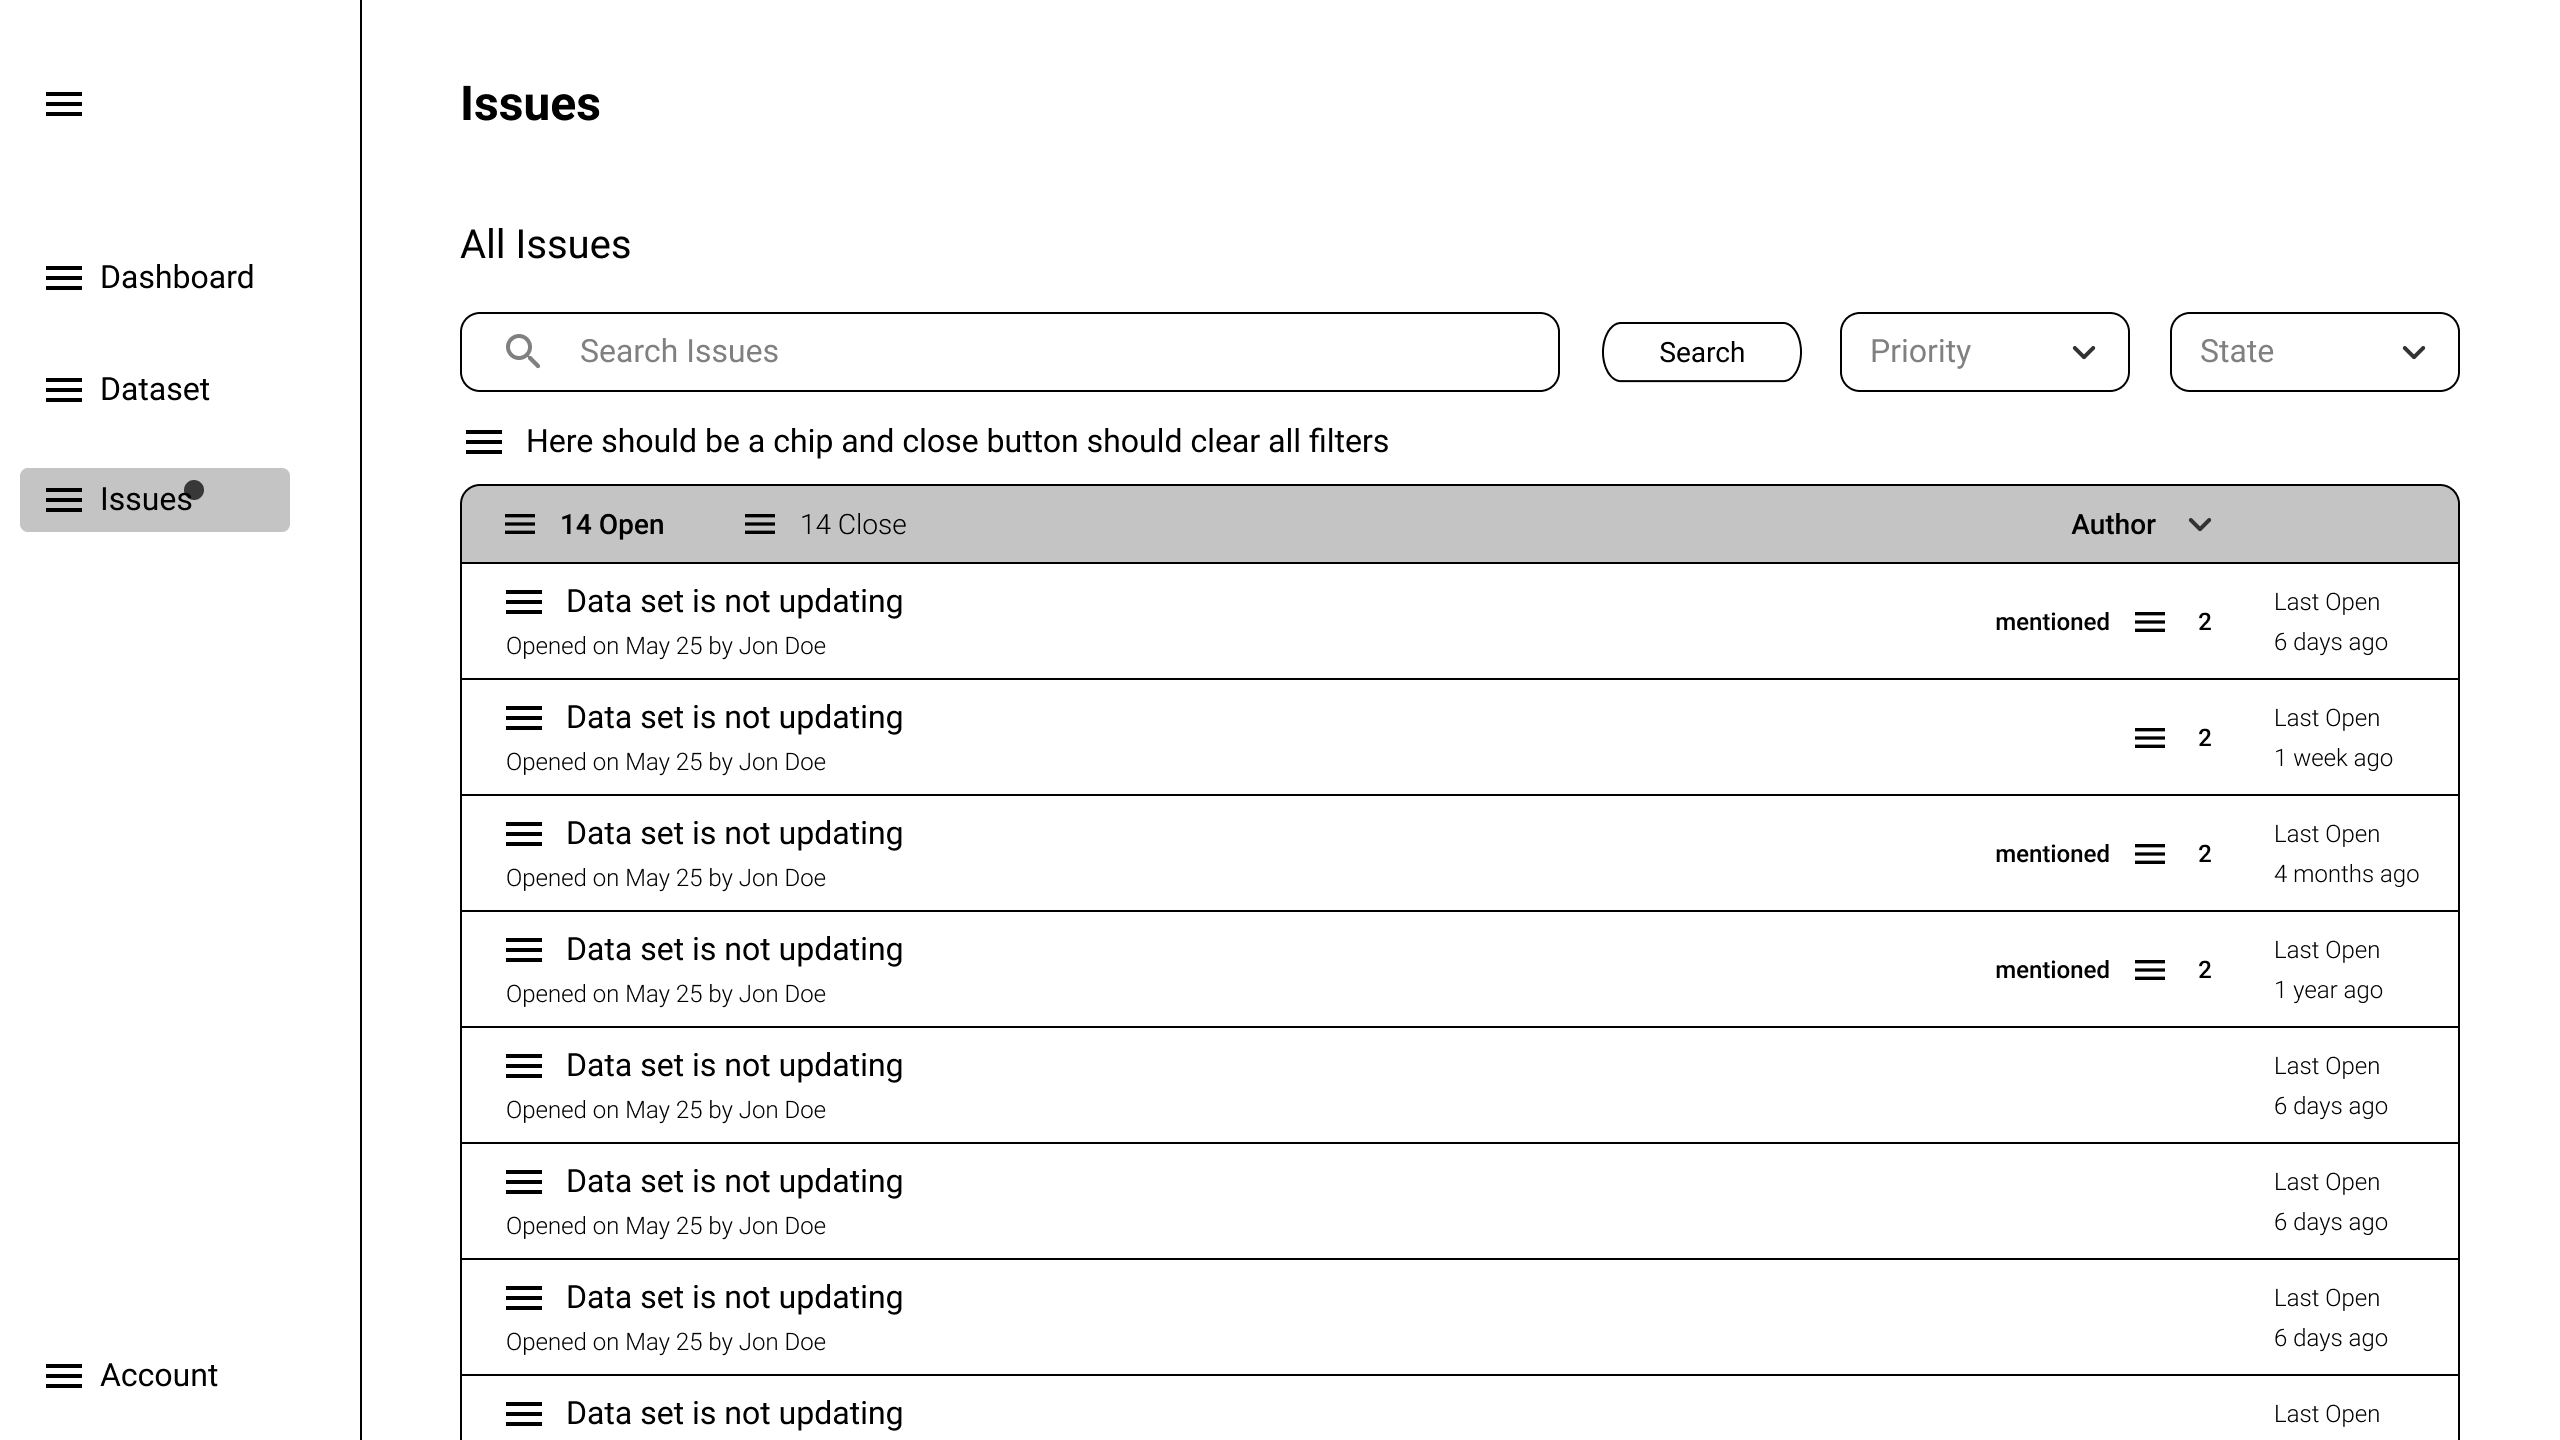 Dashboard
Dataset
Issues
Account
Issues
All Issues
Search Issues
Search
Priority
State
Here should be a chip and close button should clear all filters
14 Open
14 Close
Author
Data set is not updating
Opened on May 25 by Jon Doe
mentioned
2
Last Open
6 days ago
Data set is not updating
Opened on May 25 by Jon Doe
2
Last Open
1 week ago
Data set is not updating
Opened on May 25 by Jon Doe
mentioned
2
Last Open
4 months ago
Data set is not updating
Opened on May 25 by Jon Doe
mentioned
2
Last Open
1 year ago
Data set is not updating
Opened on May 25 by Jon Doe
Last Open
6 days ago
Data set is not updating
Opened on May 25 by Jon Doe
Last Open
6 days ago
Data set is not updating
Opened on May 25 by Jon Doe
Last Open
6 days ago
Data set is not updating
Last Open